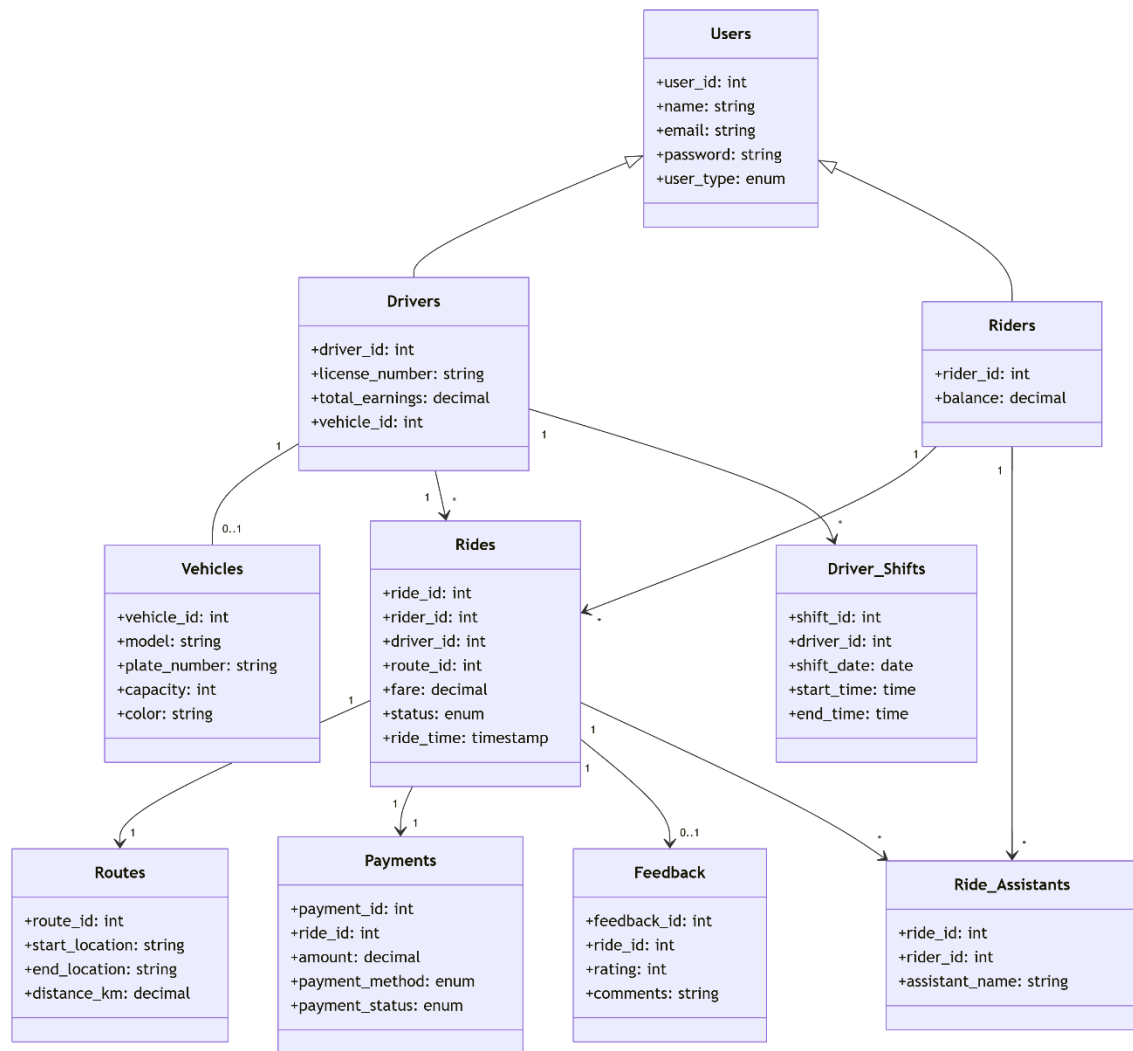 Users
+user_id: int
+name: string
+email: string
+password: string
+user_type: enum
Drivers
+driver_id: int
+license_number: string
+total_earnings: decimal
+vehicle_id: int
Riders
+rider_id: int
+balance: decimal
1
1
1
1
1
*
0..1
*
*
Vehicles
+vehicle_id: int
+model: string
+plate_number: string
+capacity: int
+color: string
Rides
+ride_id: int
+rider_id: int
+driver_id: int
+route_id: int
+fare: decimal
+status: enum
+ride_time: timestamp
Driver_Shifts
+shift_id: int
+driver_id: int
+shift_date: date
+start_time: time
+end_time: time
1
1
1
1
1
1
0..1
*
*
Routes
+route_id: int
+start_location: string
+end_location: string
+distance_km: decimal
Payments
+payment_id: int
+ride_id: int
+amount: decimal
+payment_method: enum
+payment_status: enum
Feedback
+feedback_id: int
+ride_id: int
+rating: int
+comments: string
Ride_Assistants
+ride_id: int
+rider_id: int
+assistant_name: string